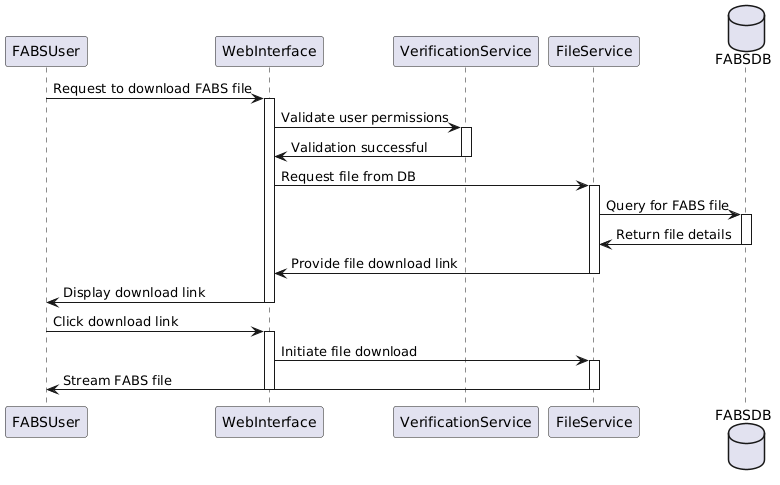 FABSDB
FABSUser
WebInterface
VerificationService
FileService
Request to download FABS file
Validate user permissions
Validation successful
Request file from DB
Query for FABS file
Return file details
Provide file download link
Display download link
Click download link
Initiate file download
Stream FABS file
FABSDB
FABSUser
WebInterface
VerificationService
FileService